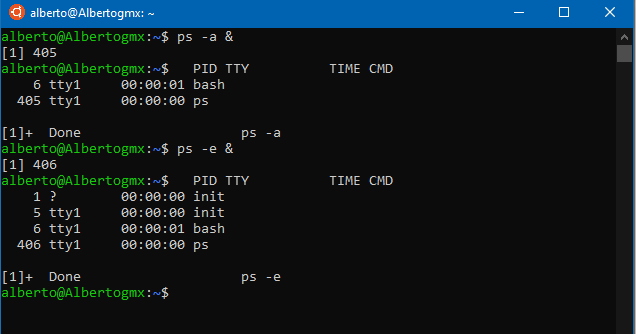 alberto@Albertogmx: ~
alberto@Albertogmx:~$ ps -a &
[1] 405
alberto@Albertogmx:~$   PID TTY          TIME CMD
    6 tty1     00:00:01 bash
  405 tty1     00:00:00 ps

[1]+  Done                    ps -a
alberto@Albertogmx:~$ ps -e &
[1] 406
alberto@Albertogmx:~$   PID TTY          TIME CMD
    1 ?        00:00:00 init
    5 tty1     00:00:00 init
    6 tty1     00:00:01 bash
  406 tty1     00:00:00 ps

[1]+  Done                    ps -e
alberto@Albertogmx:~$